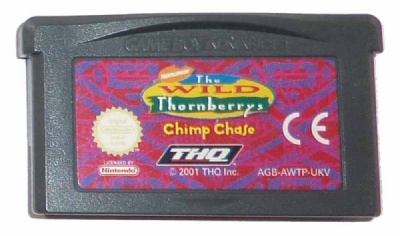 GAME BOY ADVANCE
NICKELODEON
The
WILD
Thornberrys
Chimp Chase
LICENSED BY
Nintendo
THQ
© 2001 THQ Inc.
CE
AGB-AWTP-UKV